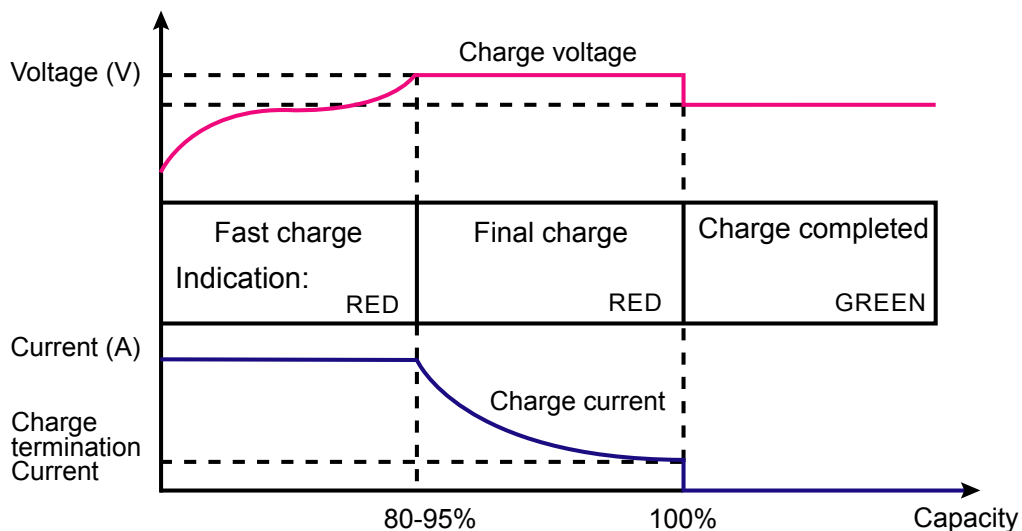 Charge voltage
Voltage (V)
Fast charge
Final charge
Charge completed
Indication:
RED
RED
GREEN
Current (A)
Charge current
Charge
termination
Current
80-95%
100%
Capacity